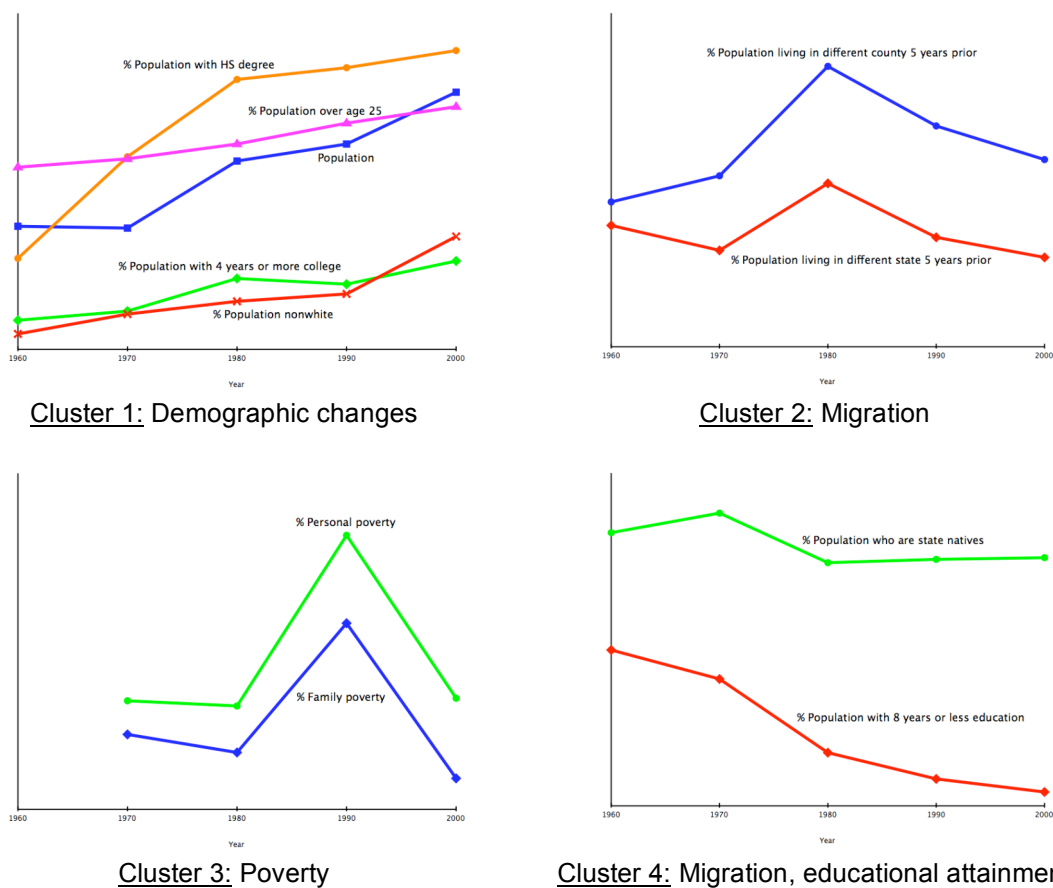 % Population with HS degree
% Population over age 25
Population
% Population with 4 years or more college
% Population nonwhite
1960 1970 1980 1990 2000
Year
Cluster 1: Demographic changes
% Population living in different county 5 years prior
% Population living in different state 5 years prior
1960 1970 1980 1990 2000
Year
Cluster 2: Migration
% Personal poverty
% Family poverty
1960 1970 1980 1990 2000
Year
Cluster 3: Poverty
% Population who are state natives
% Population with 8 years or less education
1960 1970 1980 1990 2000
Year
Cluster 4: Migration, educational attainme